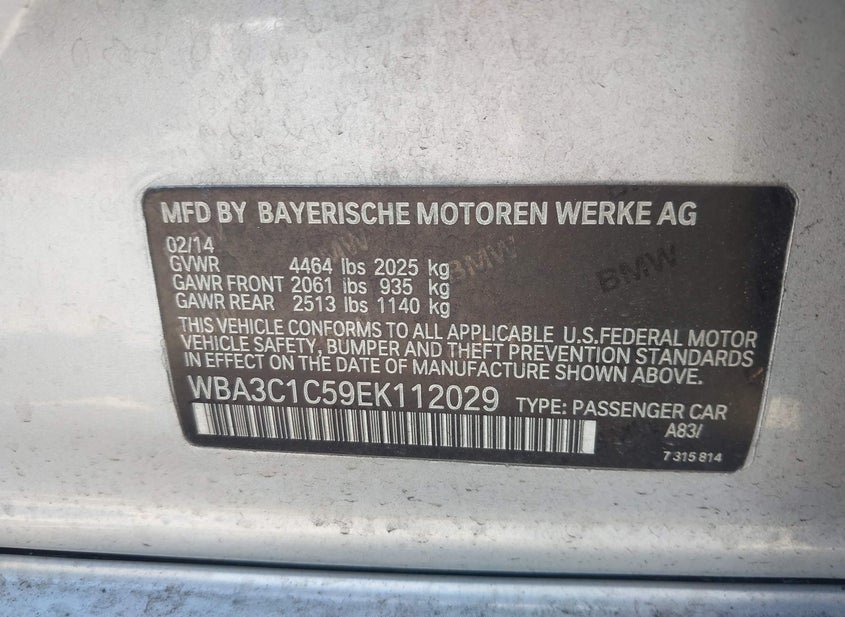 MFD BY BAYERISCHE MOTOREN WERKE AG
02/14
GVWR 4464 lbs 2025 kg
GAWR FRONT 2061 lbs 935 kg
GAWR REAR 2513 lbs 1140 kg
THIS VEHICLE CONFORMS TO ALL APPLICABLE U.S.FEDERAL MOTOR
VEHICLE SAFETY, BUMPER AND THEFT PREVENTION STANDARDS
IN EFFECT ON THE DATE OF MANUFACTURE SHOWN ABOVE.
WBA3C1C59EK112029 TYPE: PASSENGER CAR
A83/
7 315 814
BMW
BMW
BMW